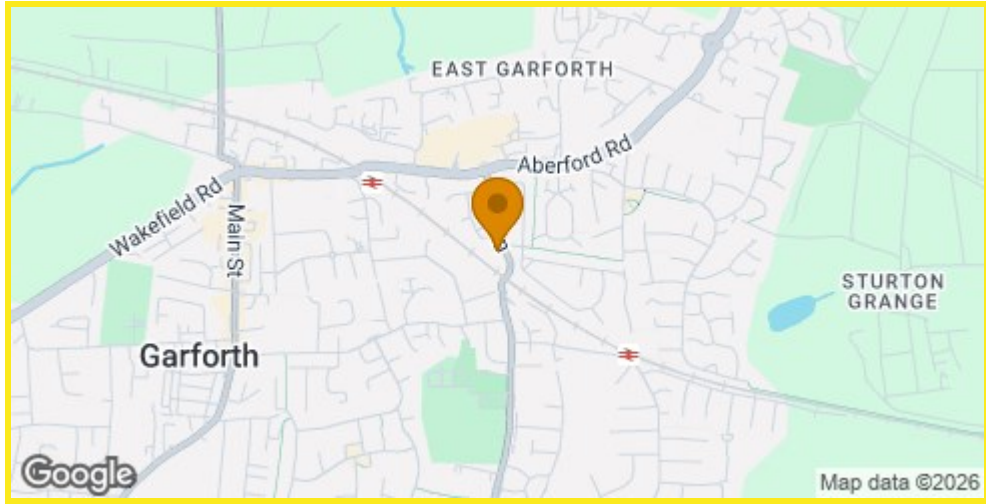 EAST GARFORTH
Aberford Rd
Wakefield Rd
Main St
STURTON
GRANGE
Garforth
Google
Map data ©2026